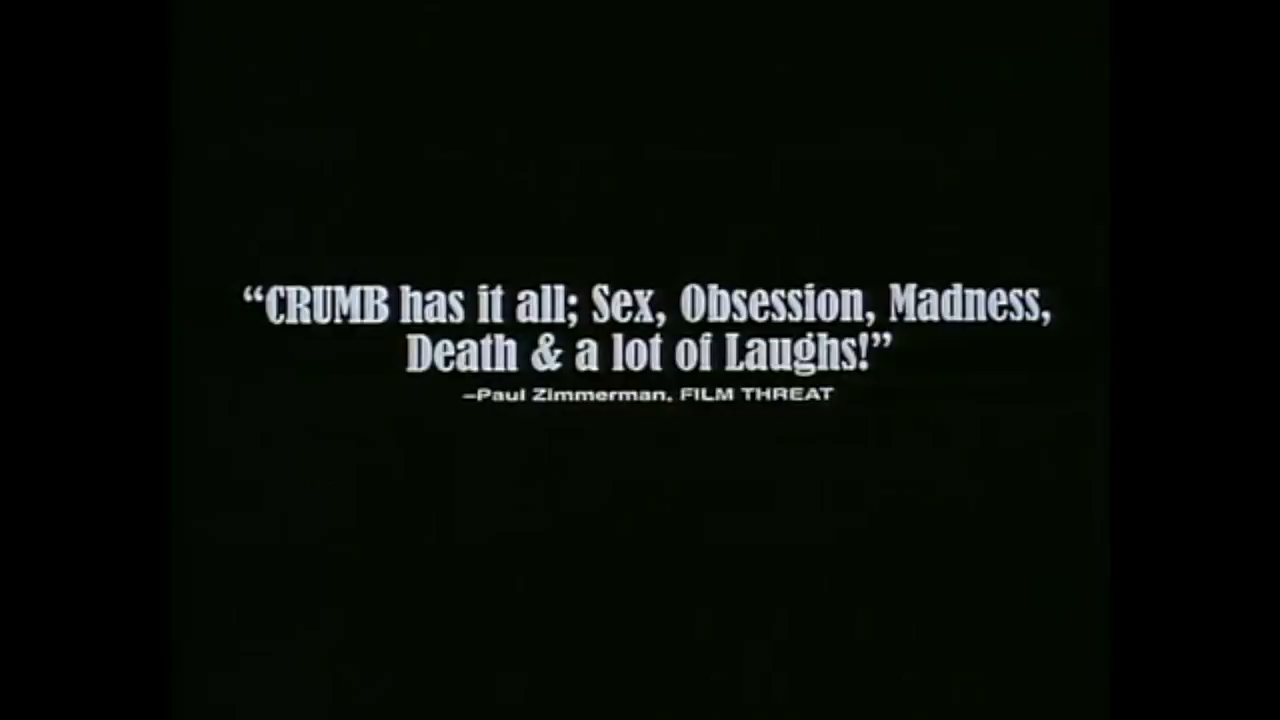 “CRUMB has it all; Sex, Obsession, Madness,
Death & a lot of Laughs!”
–Paul Zimmerman, FILM THREAT